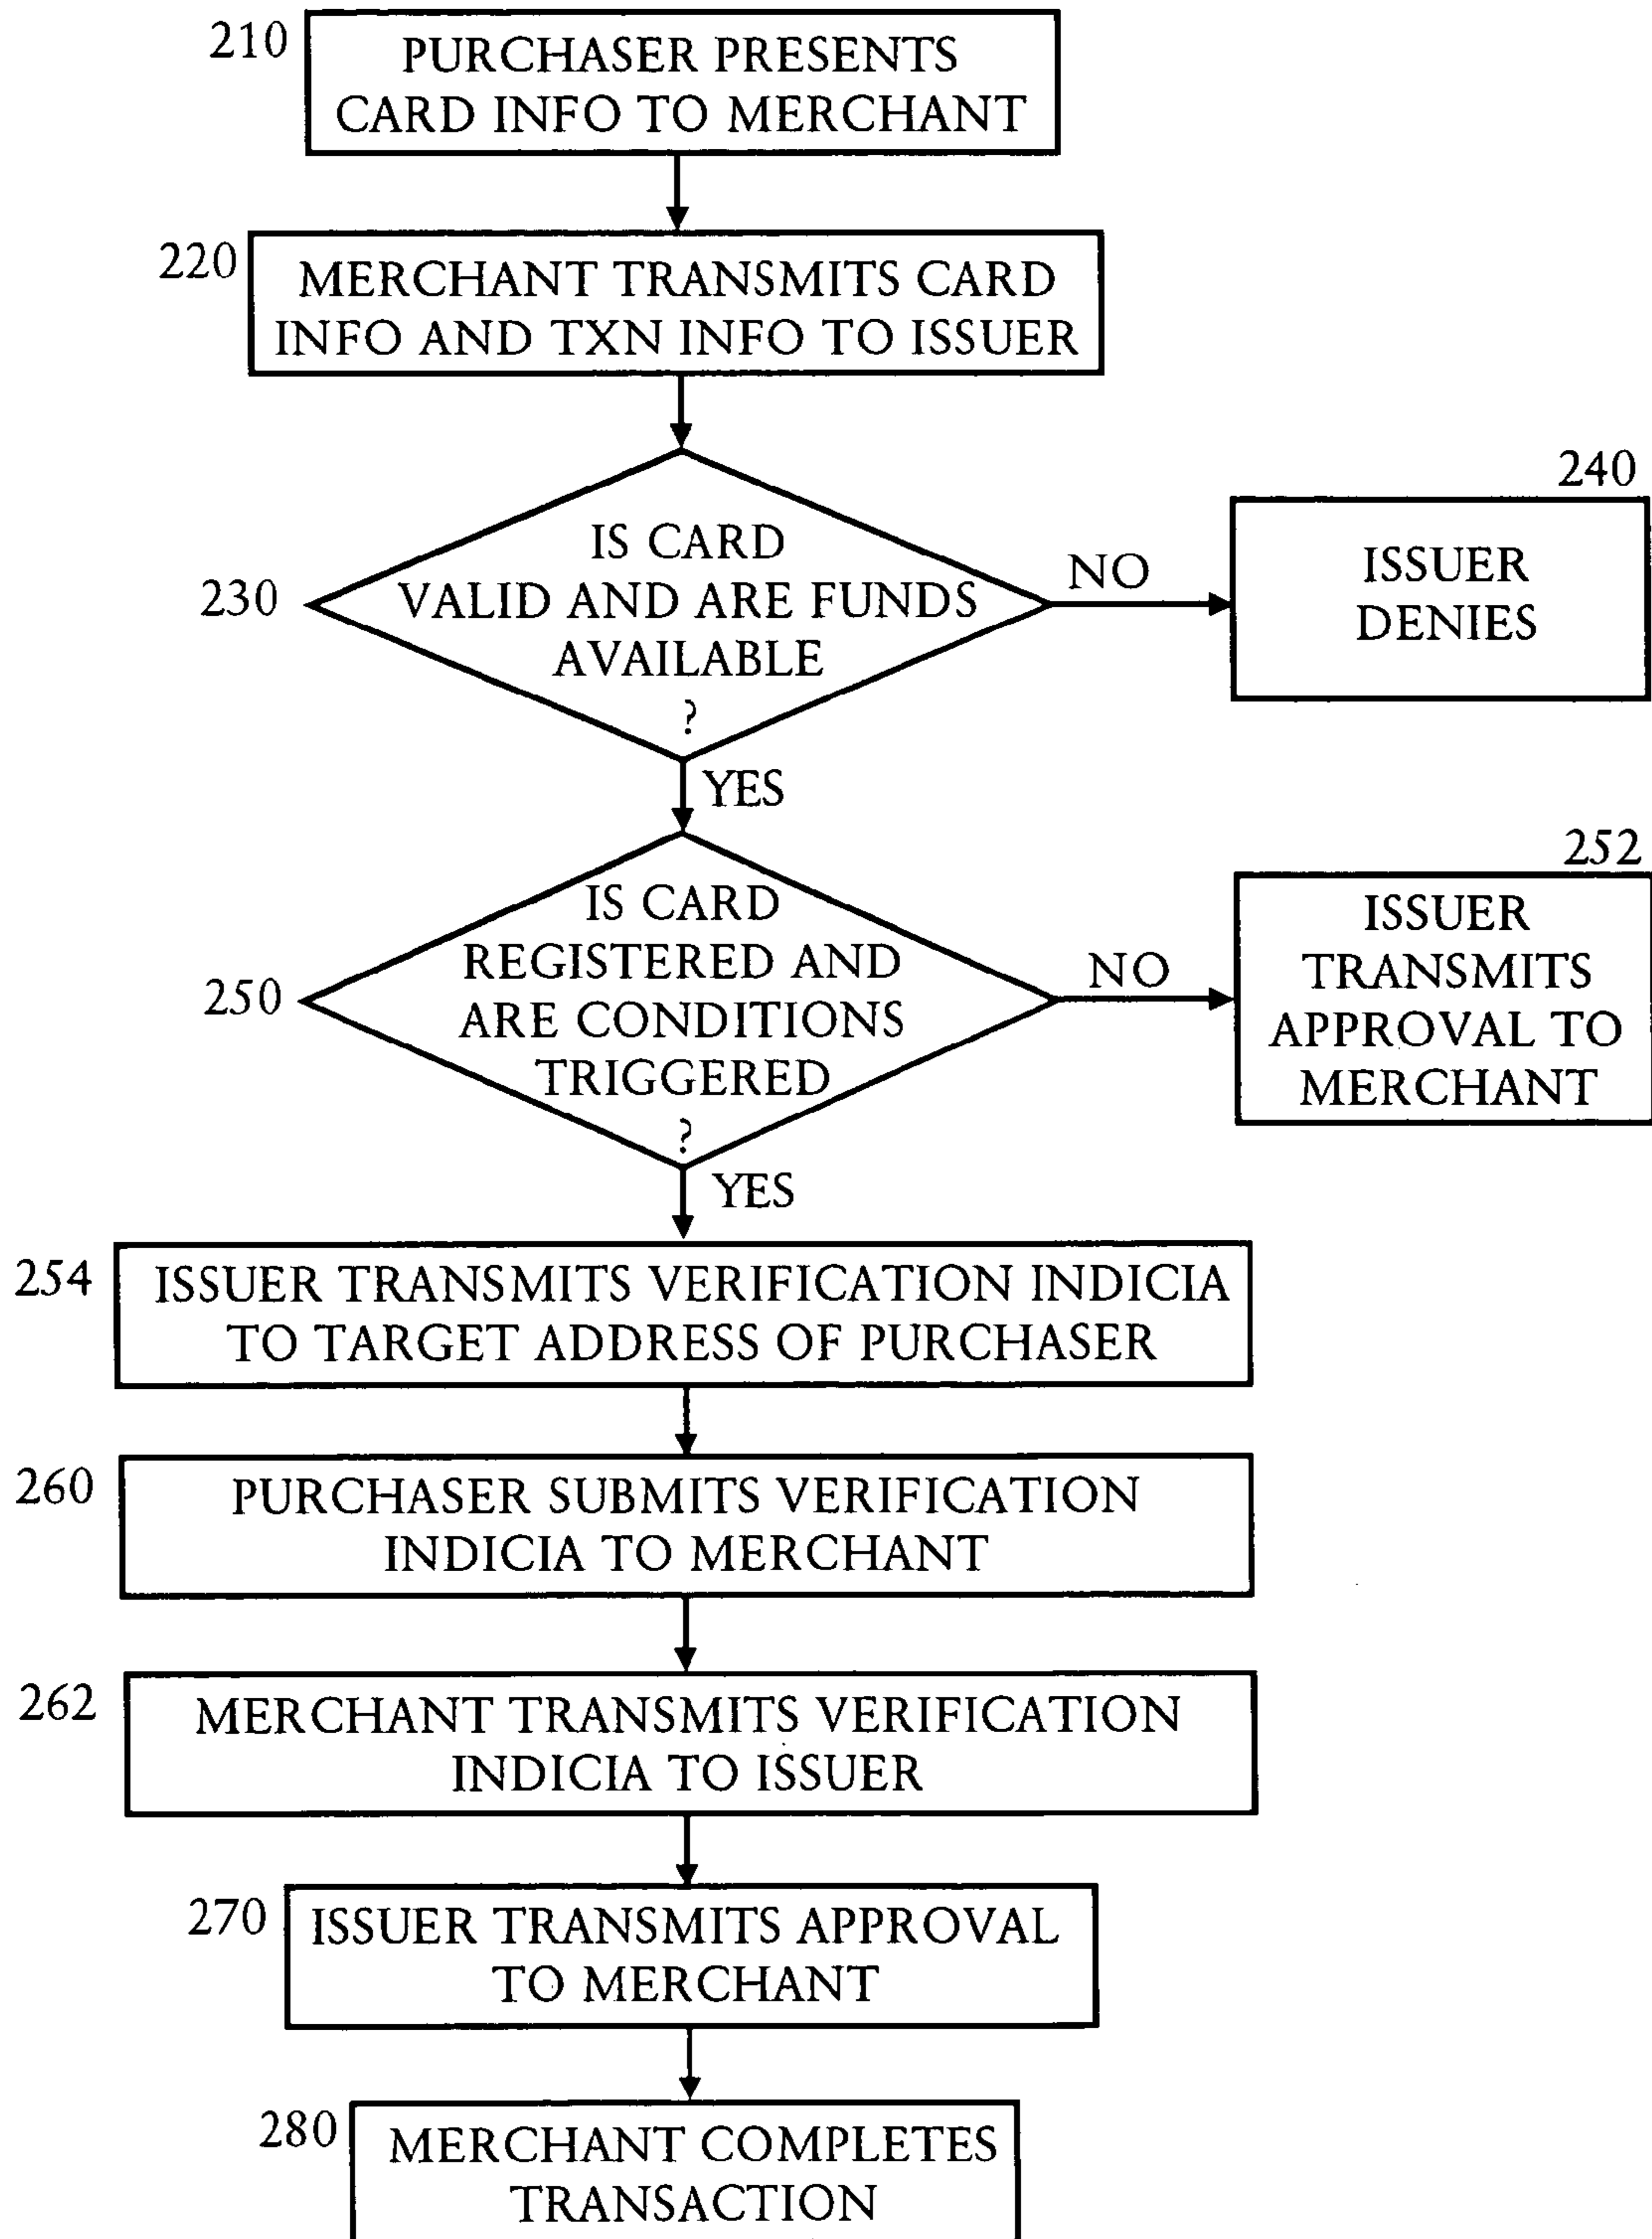 210
PURCHASER PRESENTS
CARD INFO TO MERCHANT
220
MERCHANT TRANSMITS CARD
INFO AND TXN INFO TO ISSUER
230
IS CARD
VALID AND ARE FUNDS
AVAILABLE
?
NO
240
ISSUER
DENIES
YES
250
IS CARD
REGISTERED AND
ARE CONDITIONS
TRIGGERED
?
NO
252
ISSUER
TRANSMITS
APPROVAL TO
MERCHANT
YES
254
ISSUER TRANSMITS VERIFICATION INDICIA
TO TARGET ADDRESS OF PURCHASER
260
PURCHASER SUBMITS VERIFICATION
INDICIA TO MERCHANT
262
MERCHANT TRANSMITS VERIFICATION
INDICIA TO ISSUER
270
ISSUER TRANSMITS APPROVAL
TO MERCHANT
280
MERCHANT COMPLETES
TRANSACTION